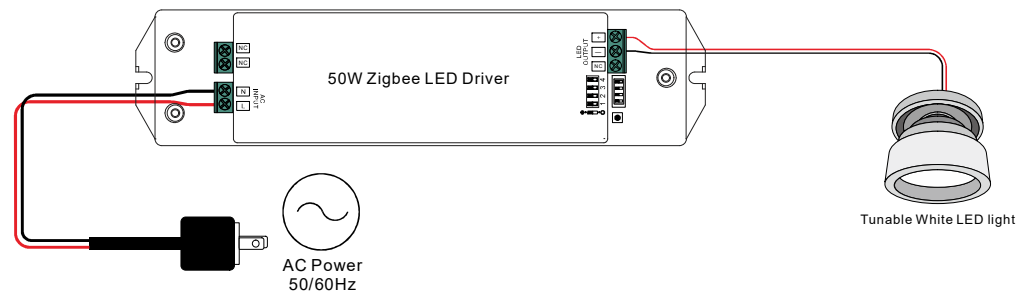 NC
NC
N
L
AC
INPUT
50W Zigbee LED Driver
LED
OUTPUT
+
—
NC
1 2 3 4
AC Power
50/60Hz
Tunable White LED light